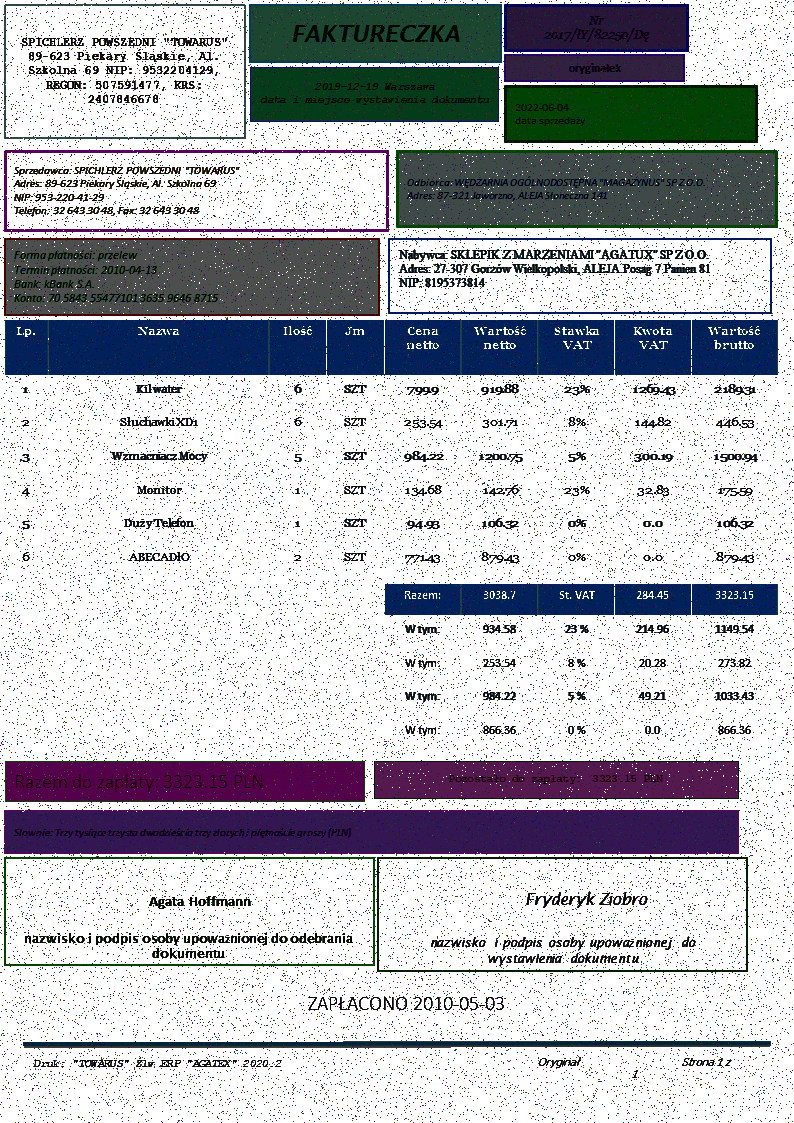 SPICHLERZ POWSZEDNI "TOWARUS"
89-623 Piekary Śląskie, Al.
Szkolna 69 NIP: 9532204129,
REGON: 507591477, KRS:
2407846678
FAKTURECZKA
2019-12-19 Warszawa
data i miejsce wystawienia dokumentu
Nr
2017/IY/82250/Dę
oryginałek
2022-06-04
data sprzedaży
Sprzedawca: SPICHLERZ POWSZEDNI "TOWARUS"
Adres: 89-623 Piekary Śląskie, Al. Szkolna 69
NIP: 953-220-41-29
Telefon: 32 643 30 48, Fax: 32 643 30 48
Odbiorca: WĘDZARNIA OGÓLNODOSTĘPNA "MAGAZYNUS" SP Z O.O.
Adres: 87-321 Jaworzno, ALEJA Słoneczna 141
Forma płatności: przelew
Termin płatności: 2010-04-13
Bank: kBank S.A.
Konto: 70 5843 55477101 3635 9646 8715
Nabywca: SKLEPIK Z MARZENIAMI "AGATUX" SP Z O.O.
Adres: 27-307 Gorzów Wielkopolski, ALEJA Posąg 7 Panien 81
NIP: 8195373814
Lp. Nazwa Ilość Jm Cena netto Wartość netto Stawka VAT Kwota VAT Wartość brutto
1 Kilwater 6 SZT 799.9 919.88 23% 1269.43 2189.31
2 Słuchawki XD1 6 SZT 253.54 301.71 8% 144.82 446.53
3 Wzmacniacz Mocy 5 SZT 984.22 1200.75 5% 300.19 1500.94
4 Monitor 1 SZT 134.68 142.76 23% 32.83 175.59
5 Duży Telefon 1 SZT 94.93 106.32 0% 0.0 106.32
6 ABECADŁO 2 SZT 771.43 879.43 0% 0.0 879.43
Razem: 3038.7 St. VAT 284.45 3323.15
W tym: 934.58 23 % 214.96 1149.54
W tym: 253.54 8 % 20.28 273.82
W tym: 984.22 5 % 49.21 1033.43
W tym: 866.36 0 % 0.0 866.36
Razem do zapłaty: 3323.15 PLN
Pozostało do zapłaty: 3323.15 PLN
Słownie: Trzy tysiące trzysta dwadzieścia trzy złotych i piętnaście groszy (PLN)
Agata Hoffmann
nazwisko i podpis osoby upoważnionej do odebrania
dokumentu
Fryderyk Ziobro
nazwisko i podpis osoby upoważnionej do
wystawienia dokumentu
ZAPŁACONO 2010-05-03
Druk: "TOWARUS" Elw ERP "AGATEX" 2020.2 Oryginał Strona 1 z
1